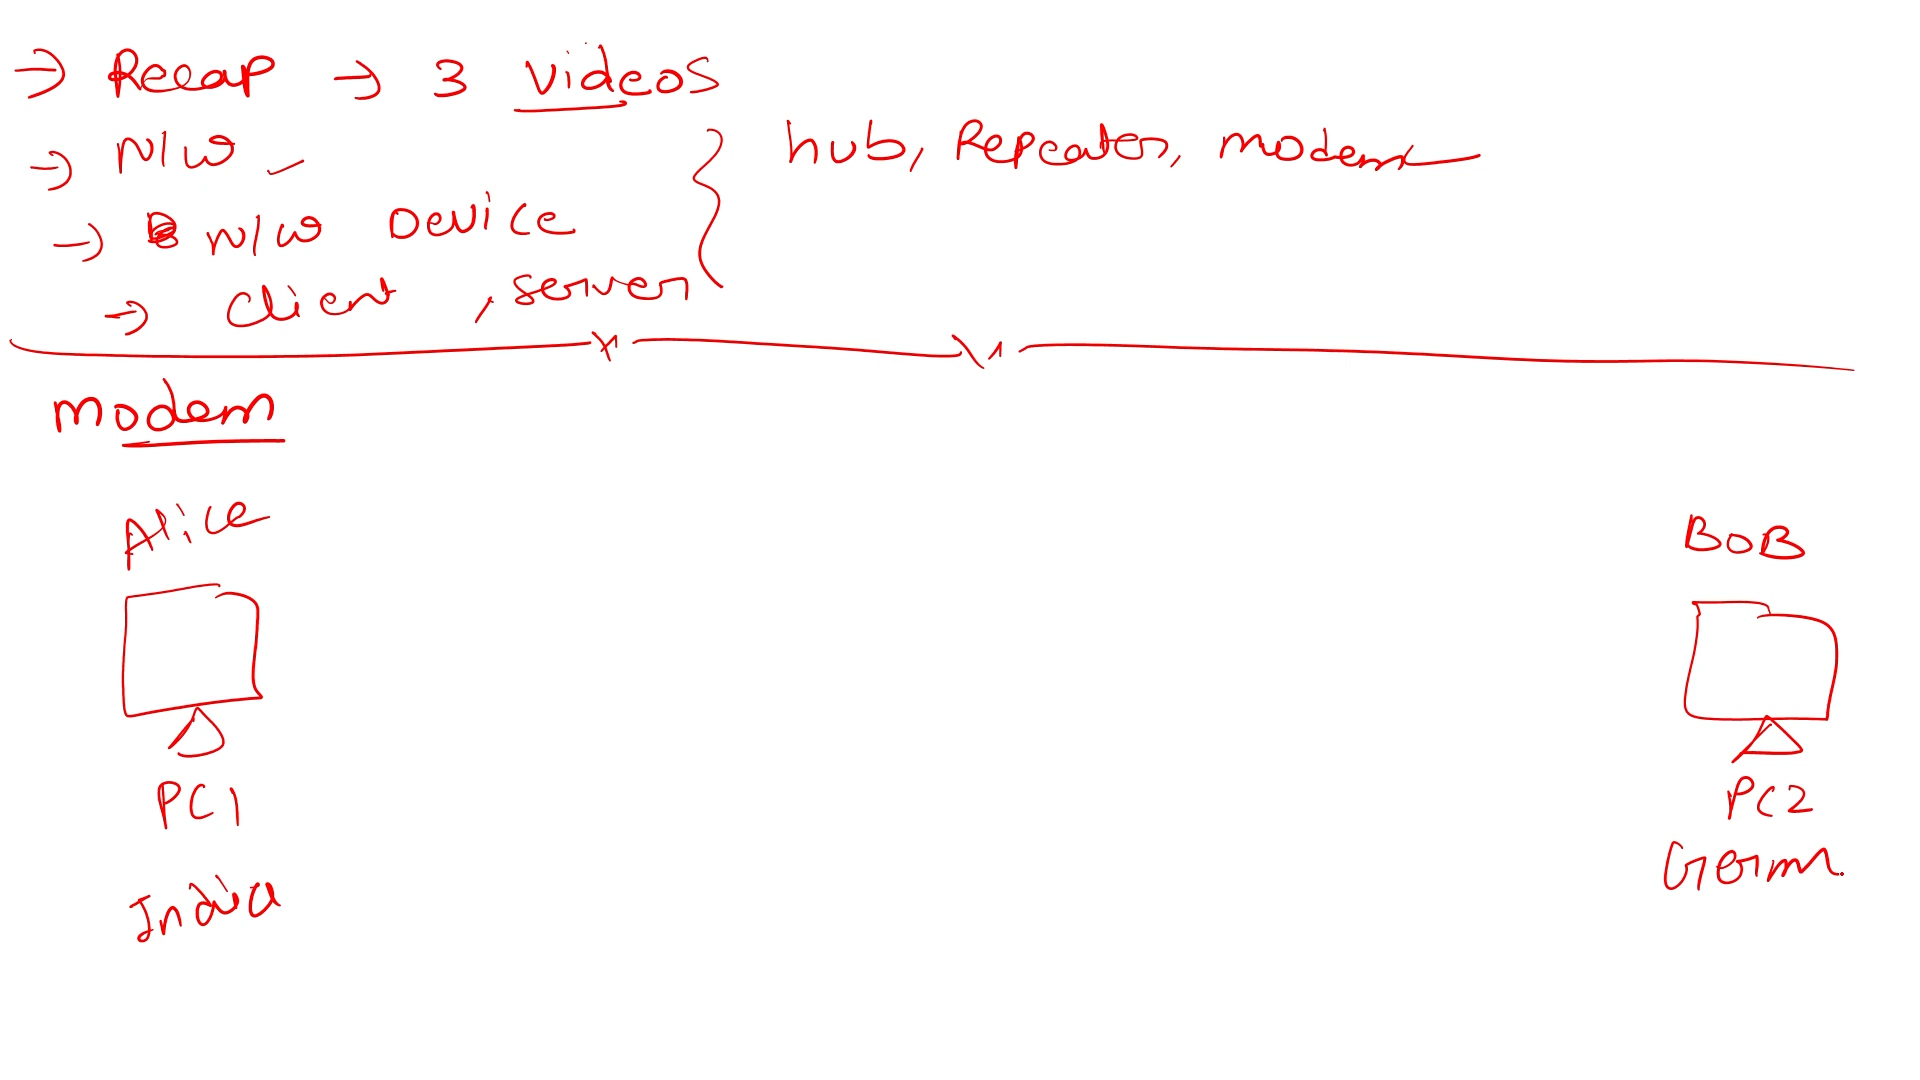 → Recap → 3 videos
→ N/W
→ N/W Device
→ Client, server
hub, Repeater, modem
modem
Alice
BOB
PC1
PC2
India
Germ